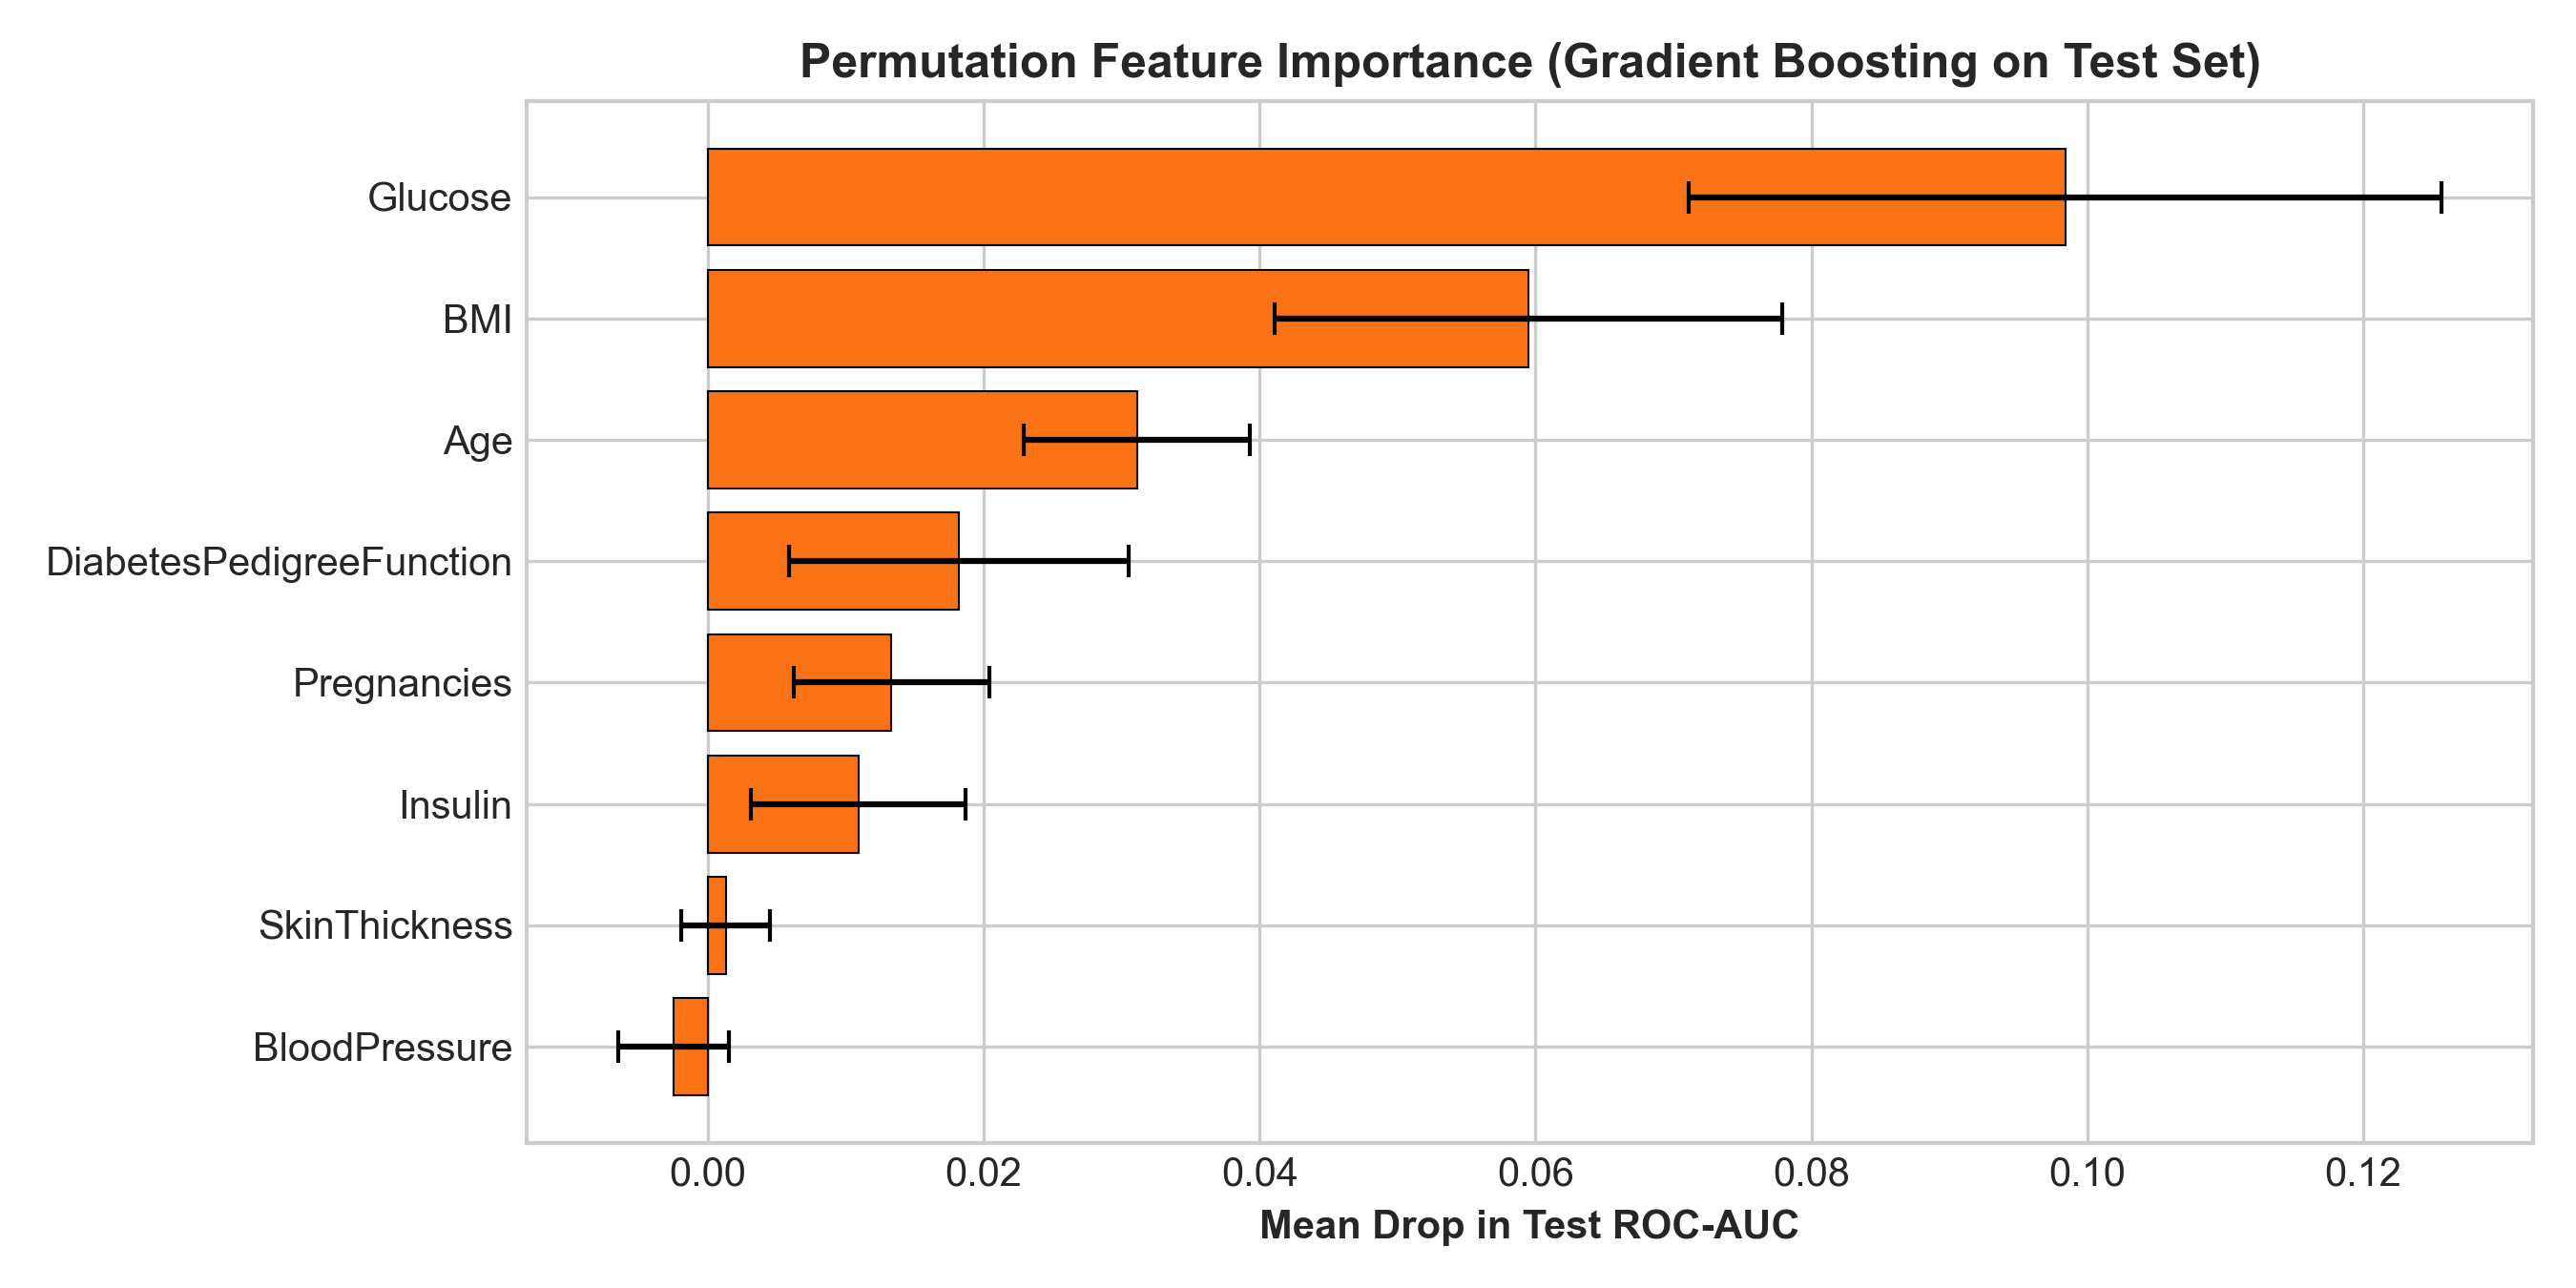 Permutation Feature Importance (Gradient Boosting on Test Set)
Glucose
BMI
Age
DiabetesPedigreeFunction
Pregnancies
Insulin
SkinThickness
BloodPressure
0.00 0.02 0.04 0.06 0.08 0.10 0.12
Mean Drop in Test ROC-AUC